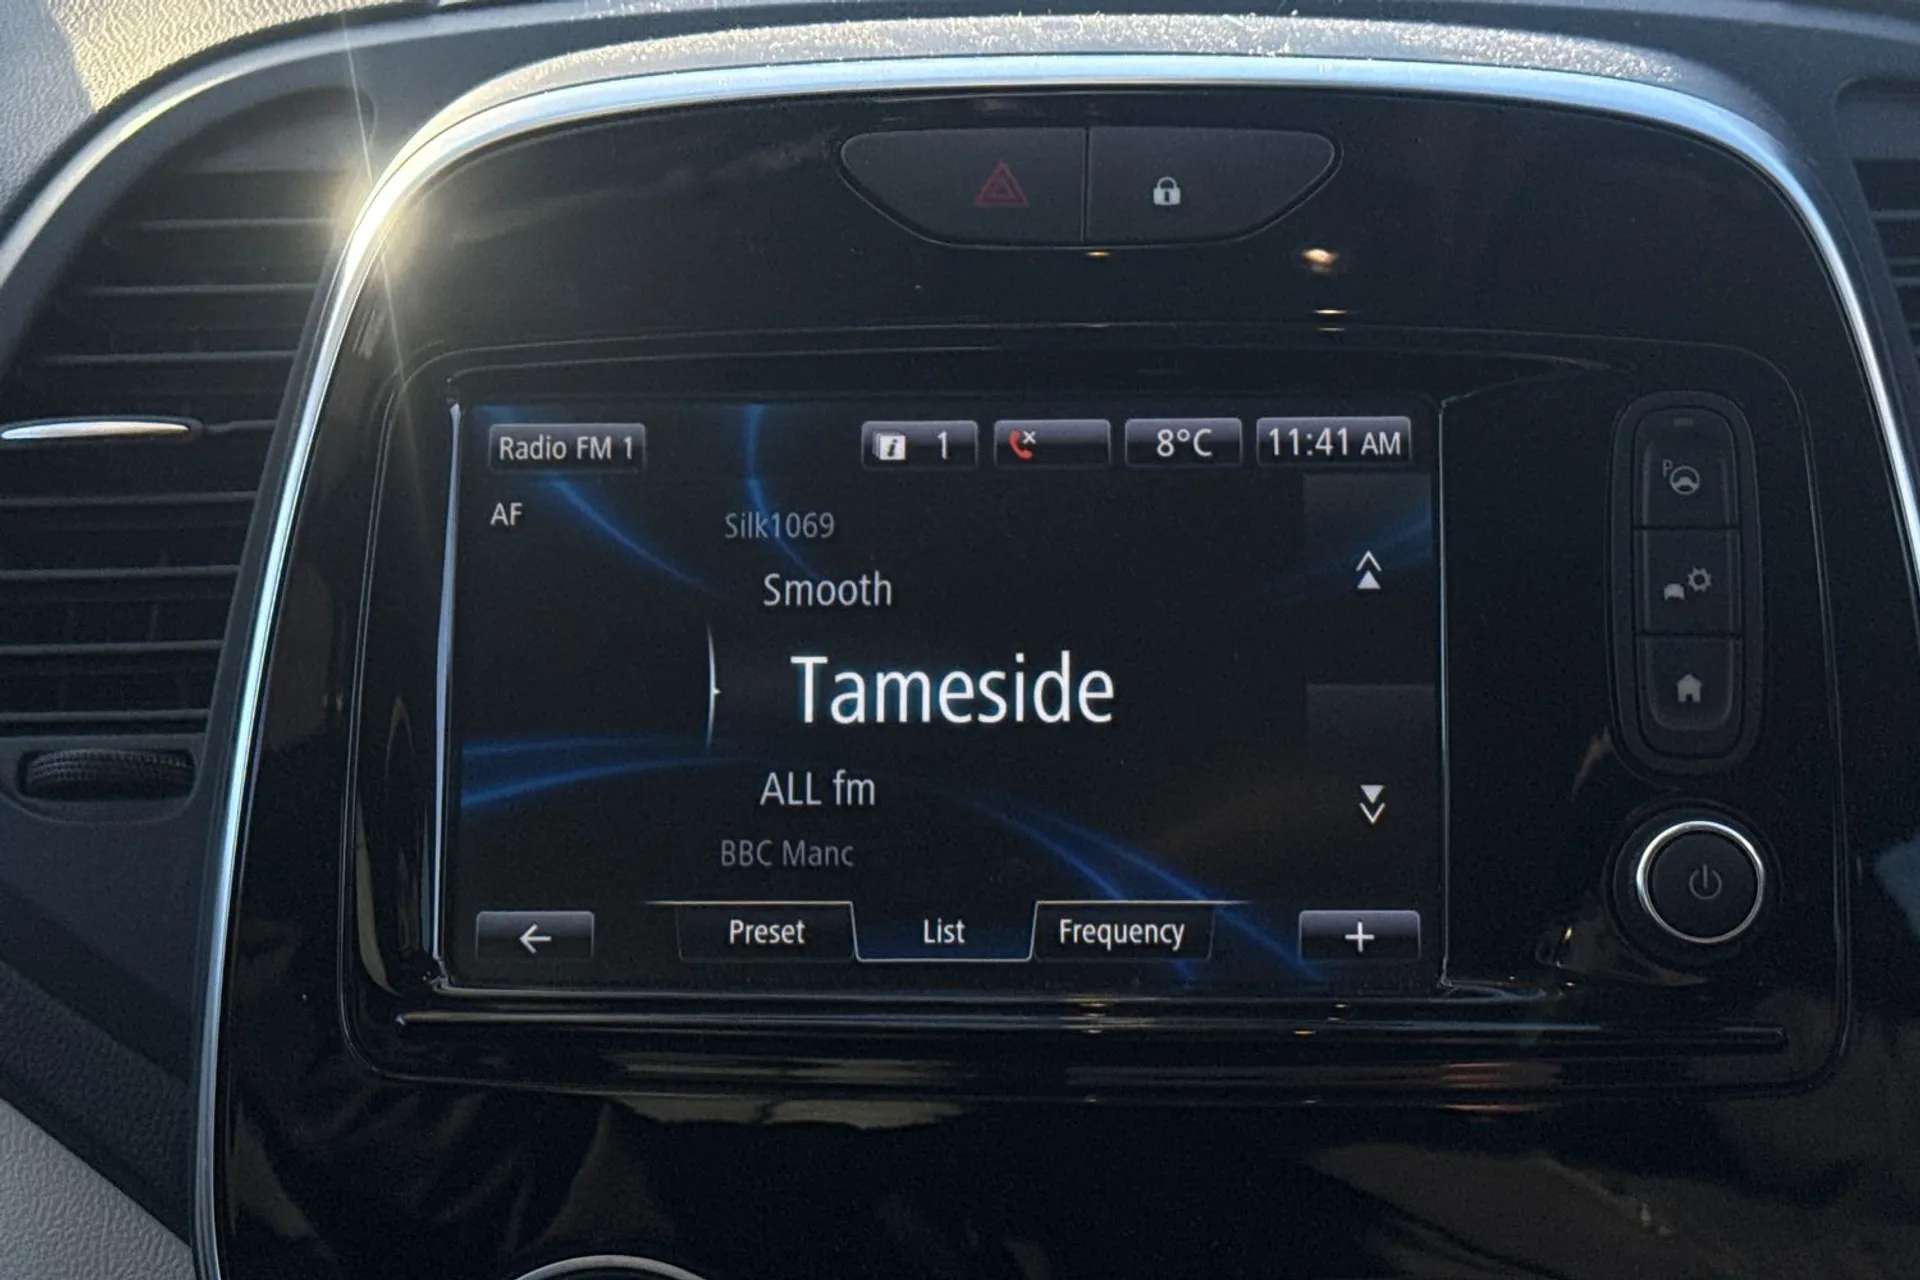 Radio FM 1
1
8°C
11:41 AM
AF
Silk1069
Smooth
Tameside
ALL fm
BBC Manc
Preset
List
Frequency
P